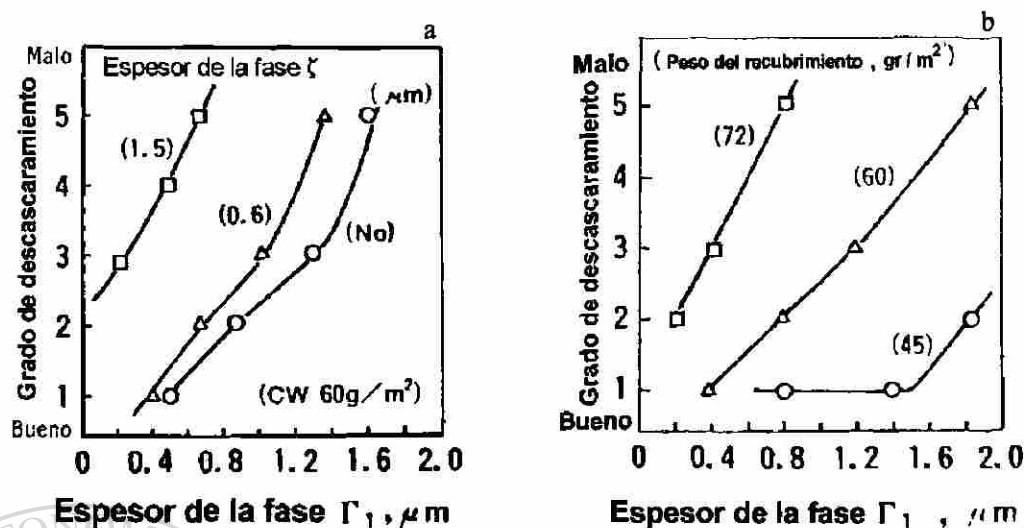 a
Malo
Espesor de la fase ζ
(μm)
5
(1.5)
4
(0.6)
(No)
3
2
1
(CW 60g/m²)
Bueno
Grado de descascaramiento
0 0.4 0.8 1.2 1.6 2.0
Espesor de la fase Γ1, μm
b
Malo
(Peso del recubrimiento, gr/m²)
5
(72)
4
(60)
3
2
(45)
1
Bueno
Grado de descascaramiento
0 0.4 0.8 1.2 1.6 2.0
Espesor de la fase Γ1, μm